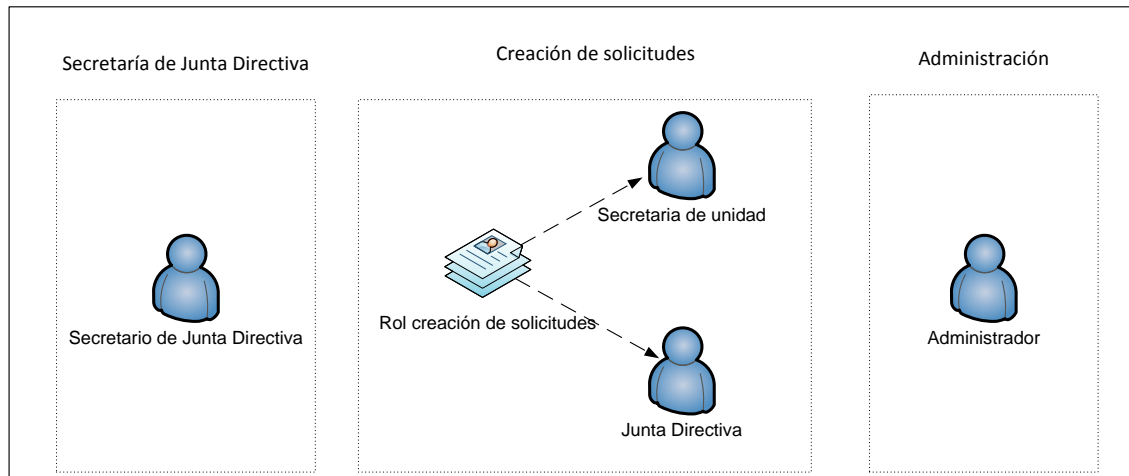 Secretaría de Junta Directiva
Creación de solicitudes
Administración
Secretaria de unidad
Rol creación de solicitudes
Secretario de Junta Directiva
Administrador
Junta Directiva